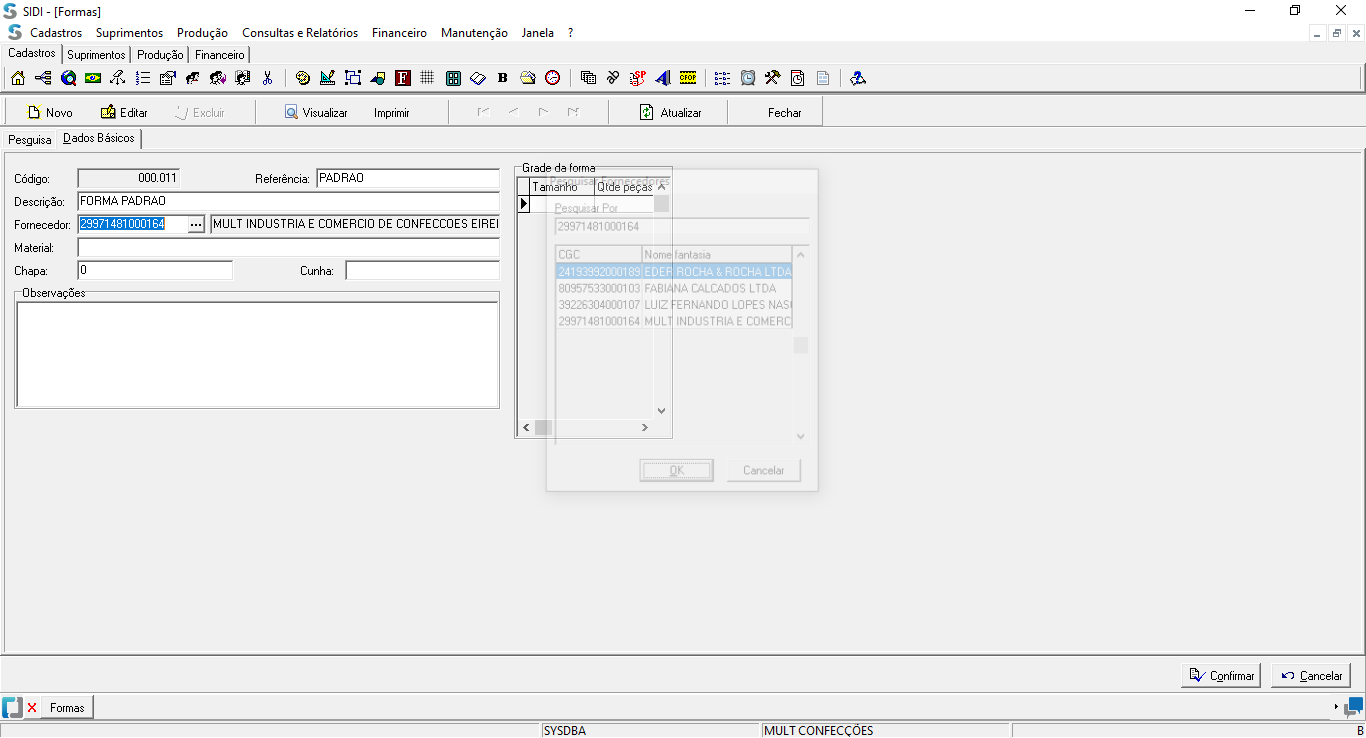 SIDI - [Formas]
Cadastros Suprimentos Produção Consultas e Relatórios Financeiro Manutenção Janela ?
Cadastros Suprimentos Produção Financeiro
F B SP CFOP
Novo Editar Excluir Visualizar Imprimir Atualizar Fechar
Pesquisa Dados Básicos
Código: 000.011 Referência: PADRAO
Descrição: FORMA PADRAO
Fornecedor: 29971481000164 ... MULT INDUSTRIA E COMERCIO DE CONFECCOES EIREI
Material:
Chapa: 0 Cunha:
Observações
Grade da forma
Tamanho Qtde peças
Pesquisar Fornecedores
Pesquisar Por
29971481000164
CGC Nome fantasia
24193992000189 EDER ROCHA & ROCHA LTDA
80957533000103 FABIANA CALCADOS LTDA
39226304000107 LUIZ FERNANDO LOPES NAS
29971481000164 MULT INDUSTRIA E COMERC
OK Cancelar
Confirmar Cancelar
Formas
SYSDBA MULT CONFECÇÕES B